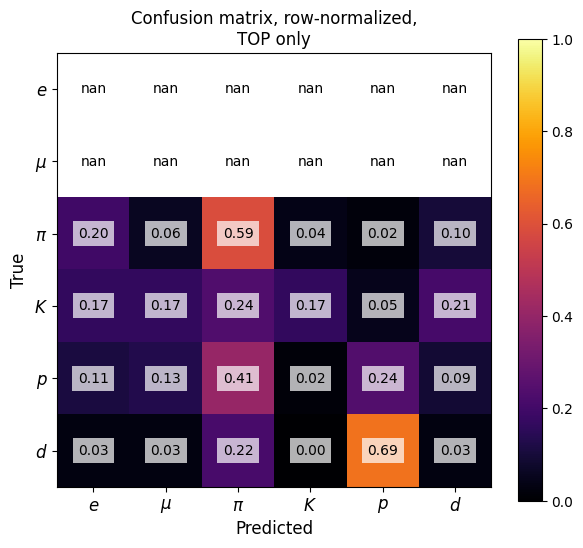 Confusion matrix, row-normalized,
TOP only
1.0
0.8
0.6
0.4
0.2
0.0
True
e nan nan nan nan nan nan
μ nan nan nan nan nan nan
π 0.20 0.06 0.59 0.04 0.02 0.10
K 0.17 0.17 0.24 0.17 0.05 0.21
p 0.11 0.13 0.41 0.02 0.24 0.09
d 0.03 0.03 0.22 0.00 0.69 0.03
e μ π K p d
Predicted